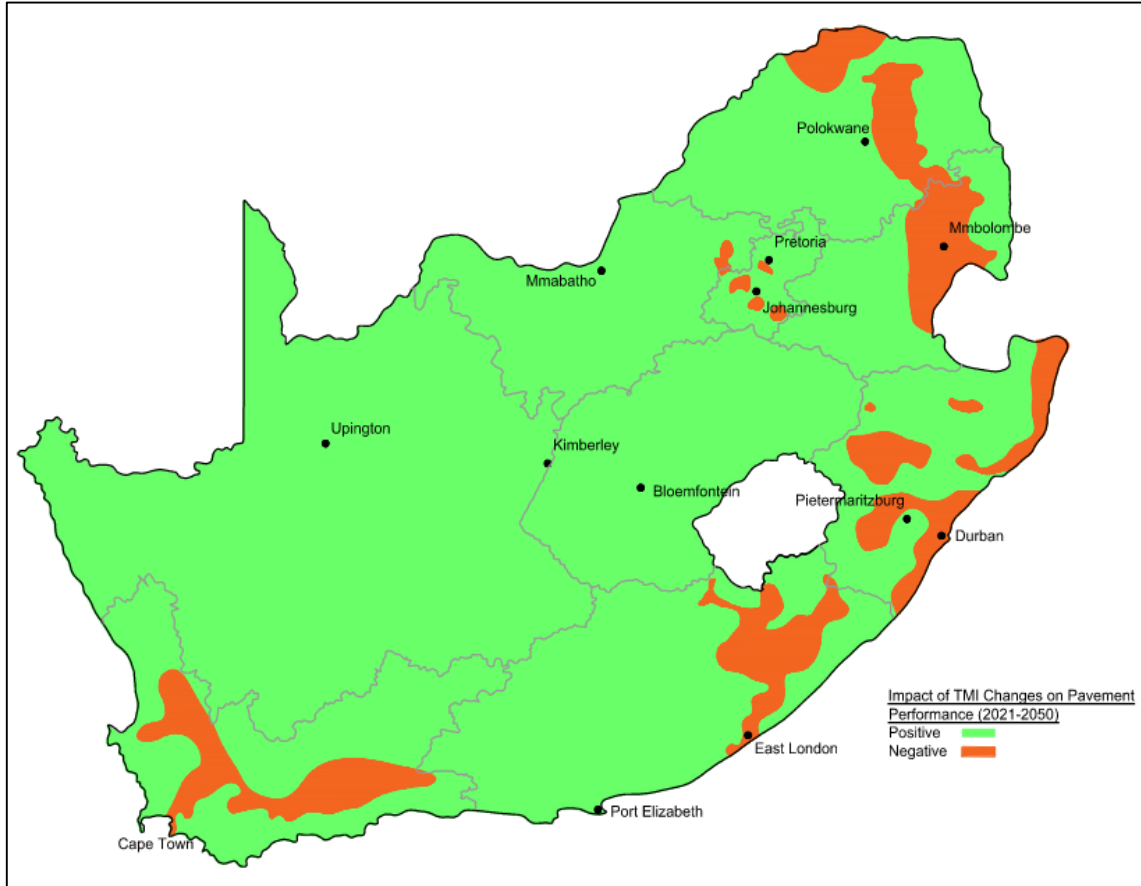 Polokwane
Mmbolombe
Pretoria
Mmabatho
Johannesburg
Upington
Kimberley
Bloemfontein
Pietermaritzburg
Durban
Impact of TMI Changes on Pavement
Performance (2021-2050)
Positive
Negative
East London
Port Elizabeth
Cape Town